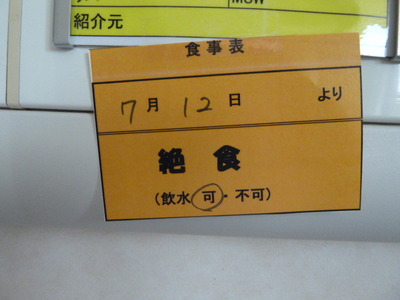 MSW
紹介元
食事表
7月12日より
絶食
(飲水可・不可)